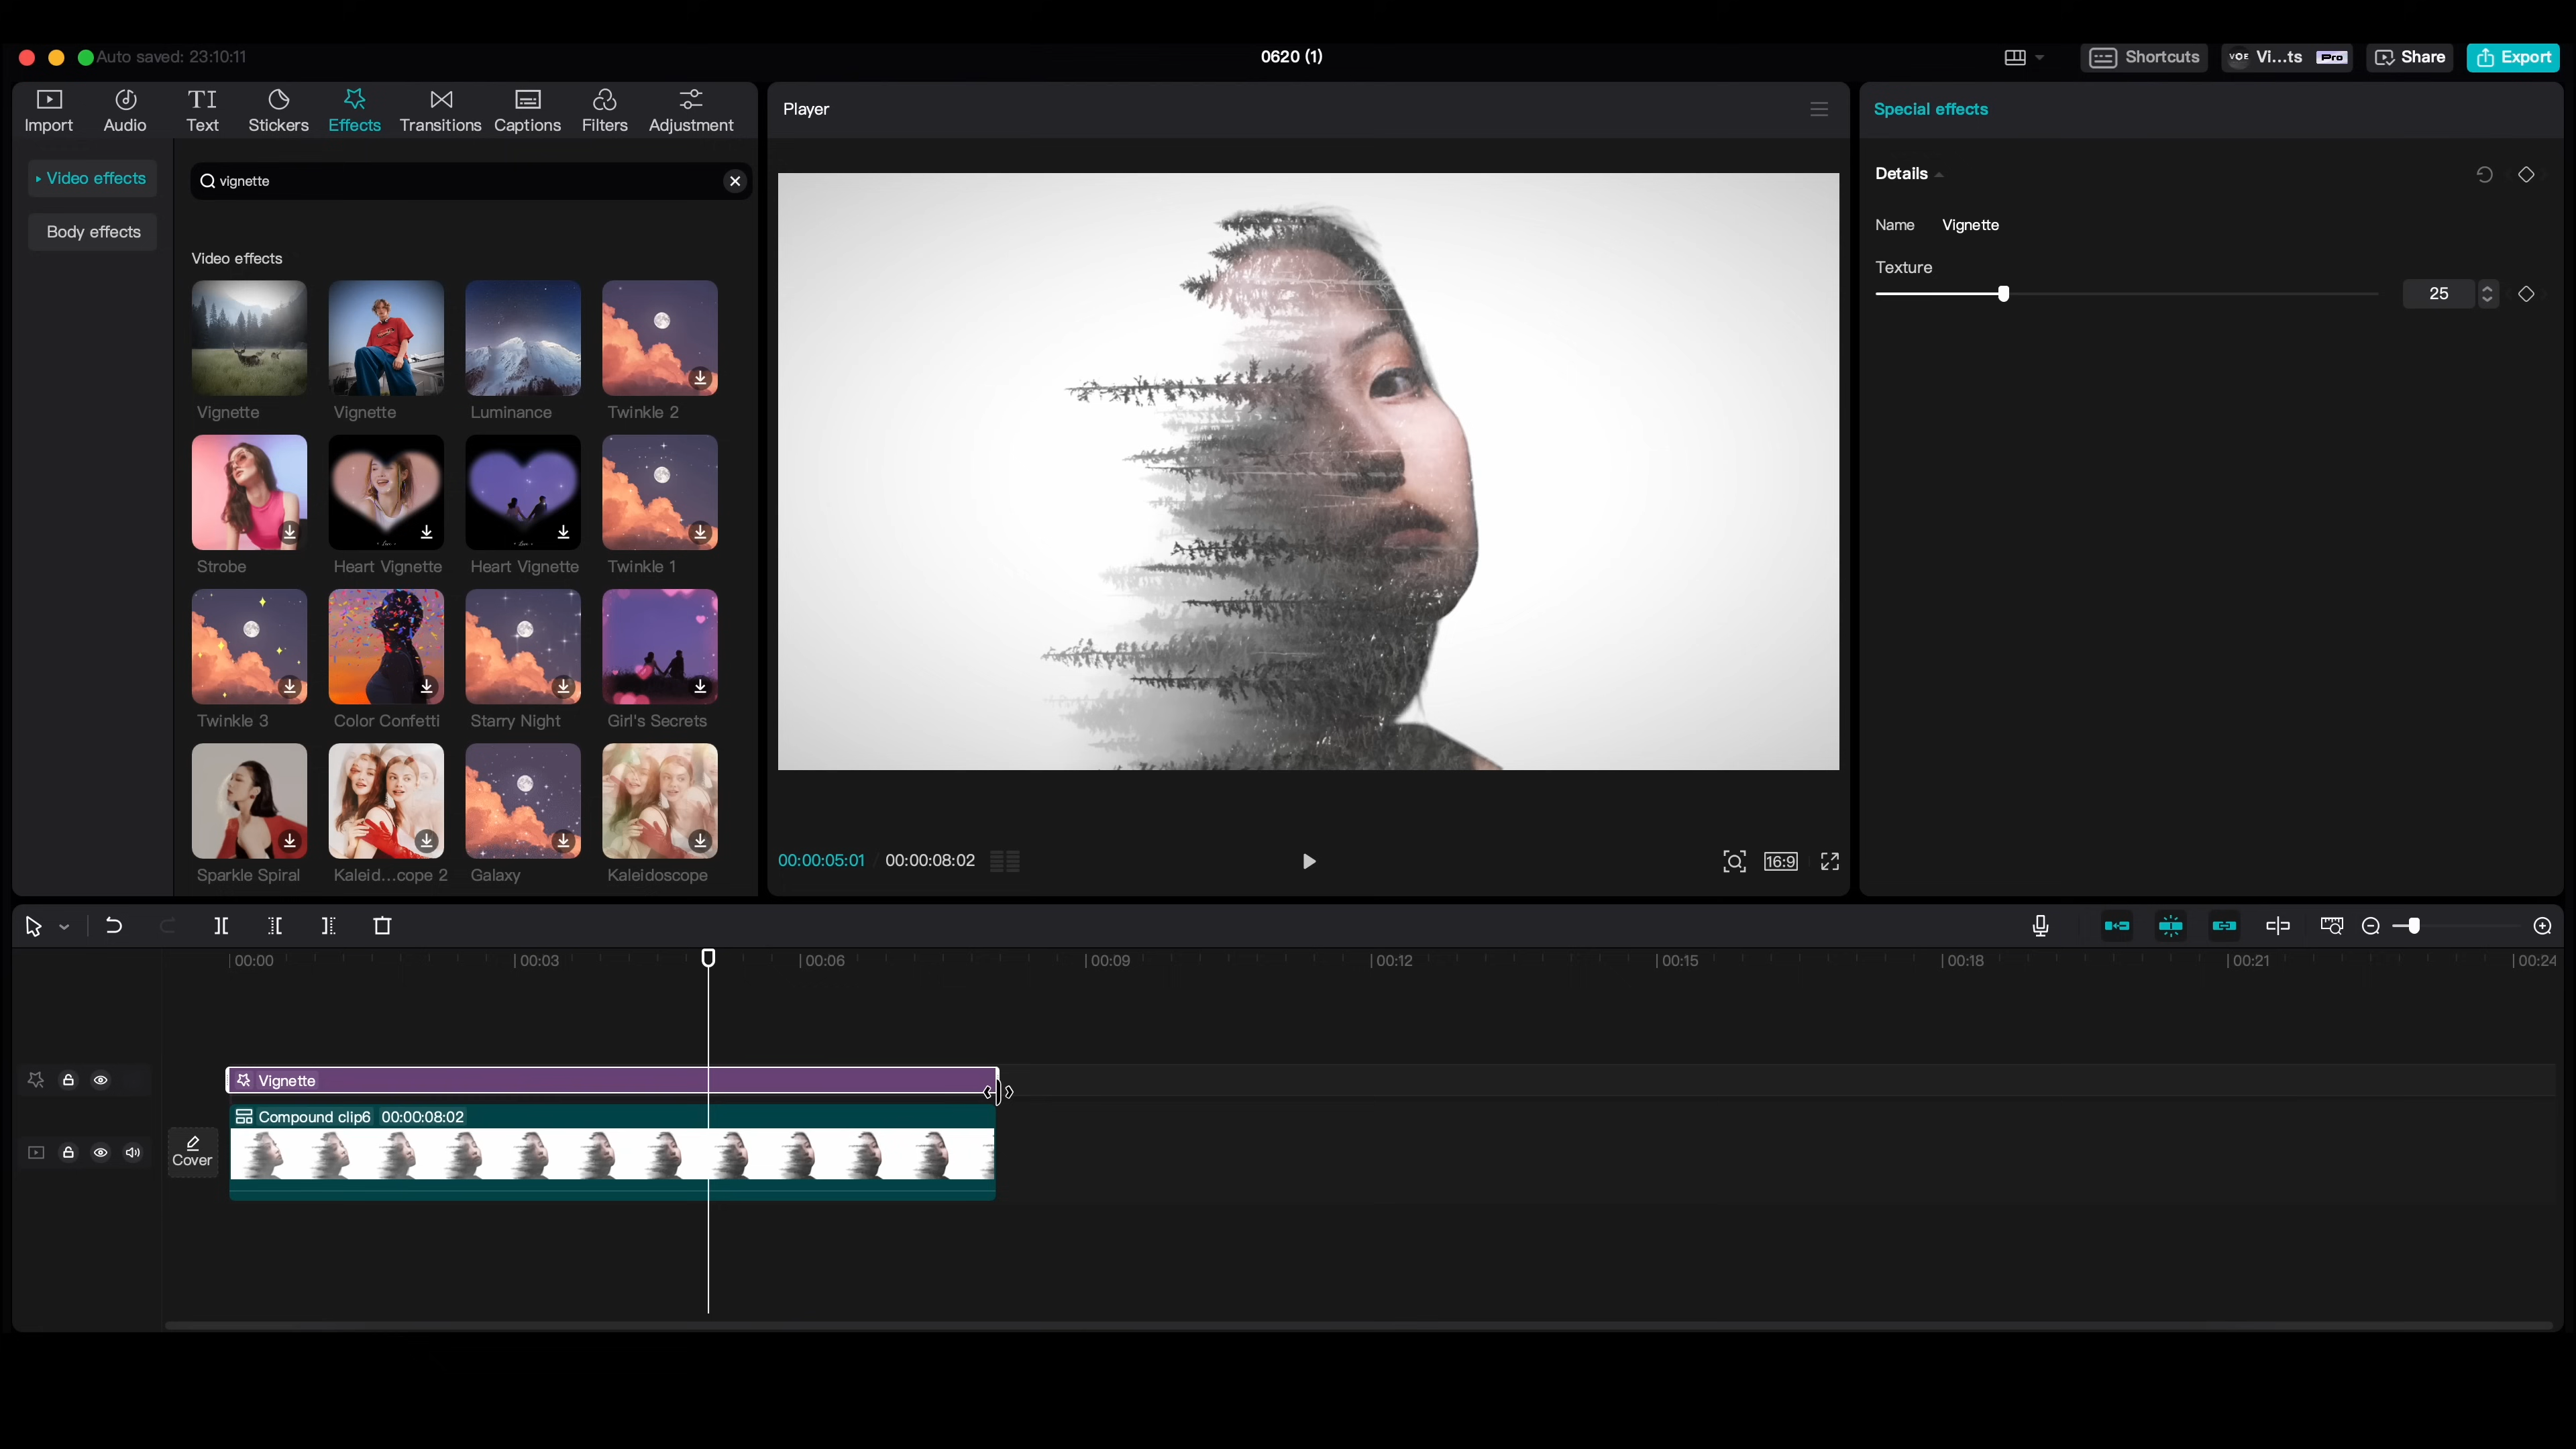 Auto saved: 23:10:11
0620 (1)
Shortcuts
VOE Vi...ts Pro
Share
Export
Import
Audio
TI
Text
Stickers
Effects
Transitions
Captions
Filters
Adjustment
Player
Special effects
Video effects
Body effects
vignette
Details
Name Vignette
Texture
25
Video effects
Vignette
Vignette
Luminance
Twinkle 2
Strobe
Heart Vignette
Heart Vignette
Twinkle 1
Twinkle 3
Color Confetti
Starry Night
Girl's Secrets
Sparkle Spiral
Kaleid...cope 2
Galaxy
Kaleidoscope
00:00:05:01 00:00:08:02
16:9
00:00 00:03 00:06 00:09 00:12 00:15 00:18 00:21 00:24
Vignette
Compound clip6 00:00:08:02
Cover